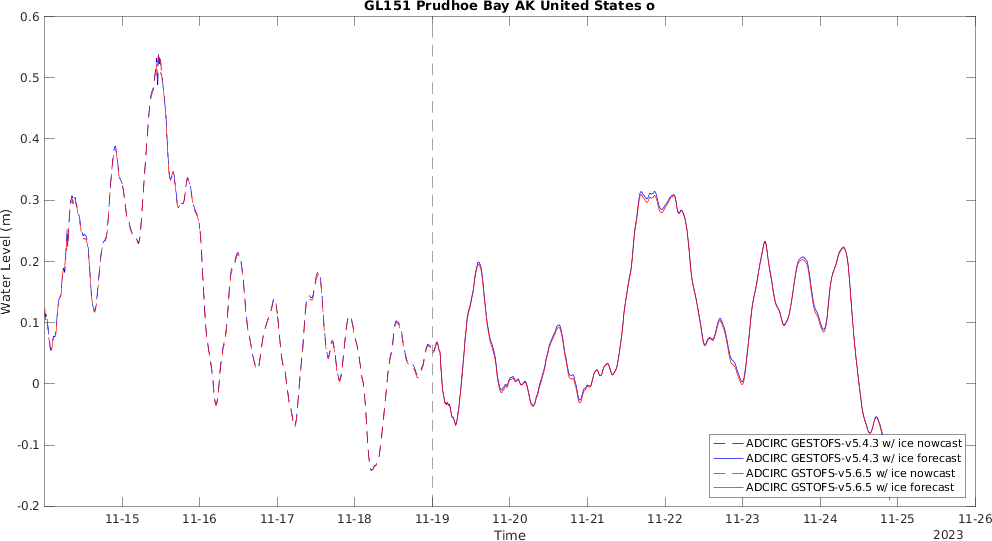 GL151 Prudhoe Bay AK United States o
0.6
0.5
0.4
0.3
0.2
0.1
0
-0.1
-0.2
Water Level (m)
ADCIRC GESTOFS-v5.4.3 w/ ice nowcast
ADCIRC GESTOFS-v5.4.3 w/ ice forecast
ADCIRC GSTOFS-v5.6.5 w/ ice nowcast
ADCIRC GSTOFS-v5.6.5 w/ ice forecast
11-15 11-16 11-17 11-18 11-19 11-20 11-21 11-22 11-23 11-24 11-25 11-26
Time
2023